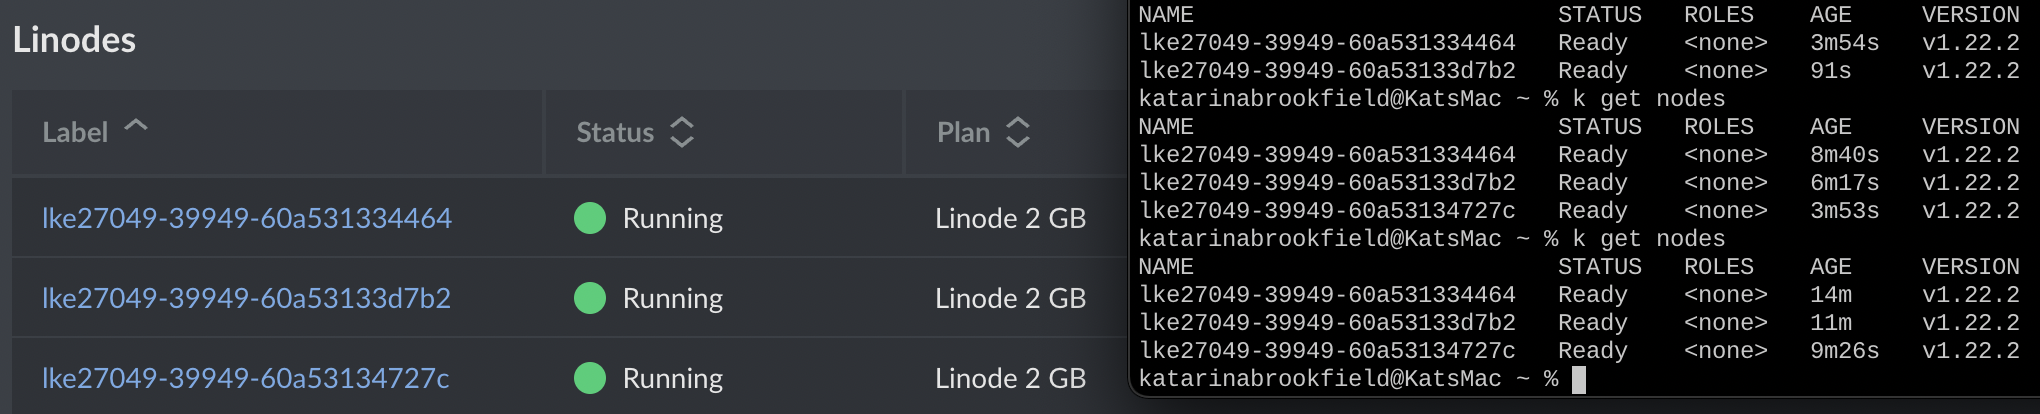 Linodes
Label Status Plan
lke27049-39949-60a531334464 Running Linode 2 GB
lke27049-39949-60a53133d7b2 Running Linode 2 GB
lke27049-39949-60a53134727c Running Linode 2 GB
NAME STATUS ROLES AGE VERSION
lke27049-39949-60a531334464 Ready <none> 3m54s v1.22.2
lke27049-39949-60a53133d7b2 Ready <none> 91s v1.22.2
katarinabrookfield@KatsMac ~ % k get nodes
NAME STATUS ROLES AGE VERSION
lke27049-39949-60a531334464 Ready <none> 8m40s v1.22.2
lke27049-39949-60a53133d7b2 Ready <none> 6m17s v1.22.2
lke27049-39949-60a53134727c Ready <none> 3m53s v1.22.2
katarinabrookfield@KatsMac ~ % k get nodes
NAME STATUS ROLES AGE VERSION
lke27049-39949-60a531334464 Ready <none> 14m v1.22.2
lke27049-39949-60a53133d7b2 Ready <none> 11m v1.22.2
lke27049-39949-60a53134727c Ready <none> 9m26s v1.22.2
katarinabrookfield@KatsMac ~ %